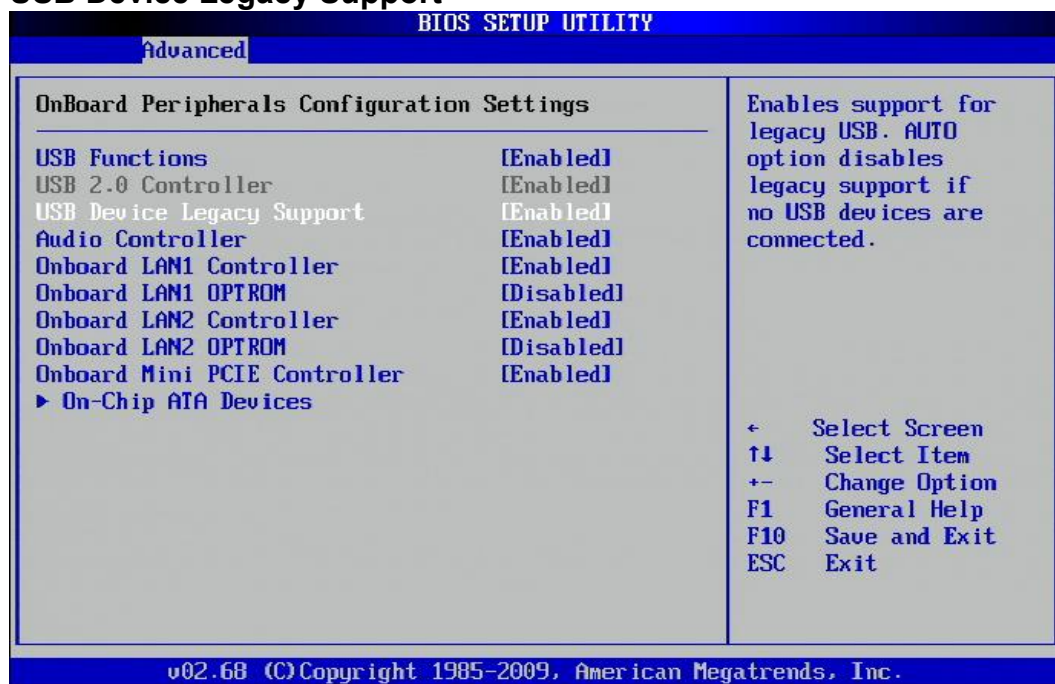 USB Device Legacy Support
BIOS SETUP UTILITY
Advanced
OnBoard Peripherals Configuration Settings
USB Functions [Enabled]
USB 2.0 Controller [Enabled]
USB Device Legacy Support [Enabled]
Audio Controller [Enabled]
Onboard LAN1 Controller [Enabled]
Onboard LAN1 OPTROM [Disabled]
Onboard LAN2 Controller [Enabled]
Onboard LAN2 OPTROM [Disabled]
Onboard Mini PCIE Controller [Enabled]
► On-Chip ATA Devices
Enables support for
legacy USB. AUTO
option disables
legacy support if
no USB devices are
connected.
← Select Screen
↑↓ Select Item
+- Change Option
F1 General Help
F10 Save and Exit
ESC Exit
v02.68 (C)Copyright 1985-2009, American Megatrends, Inc.